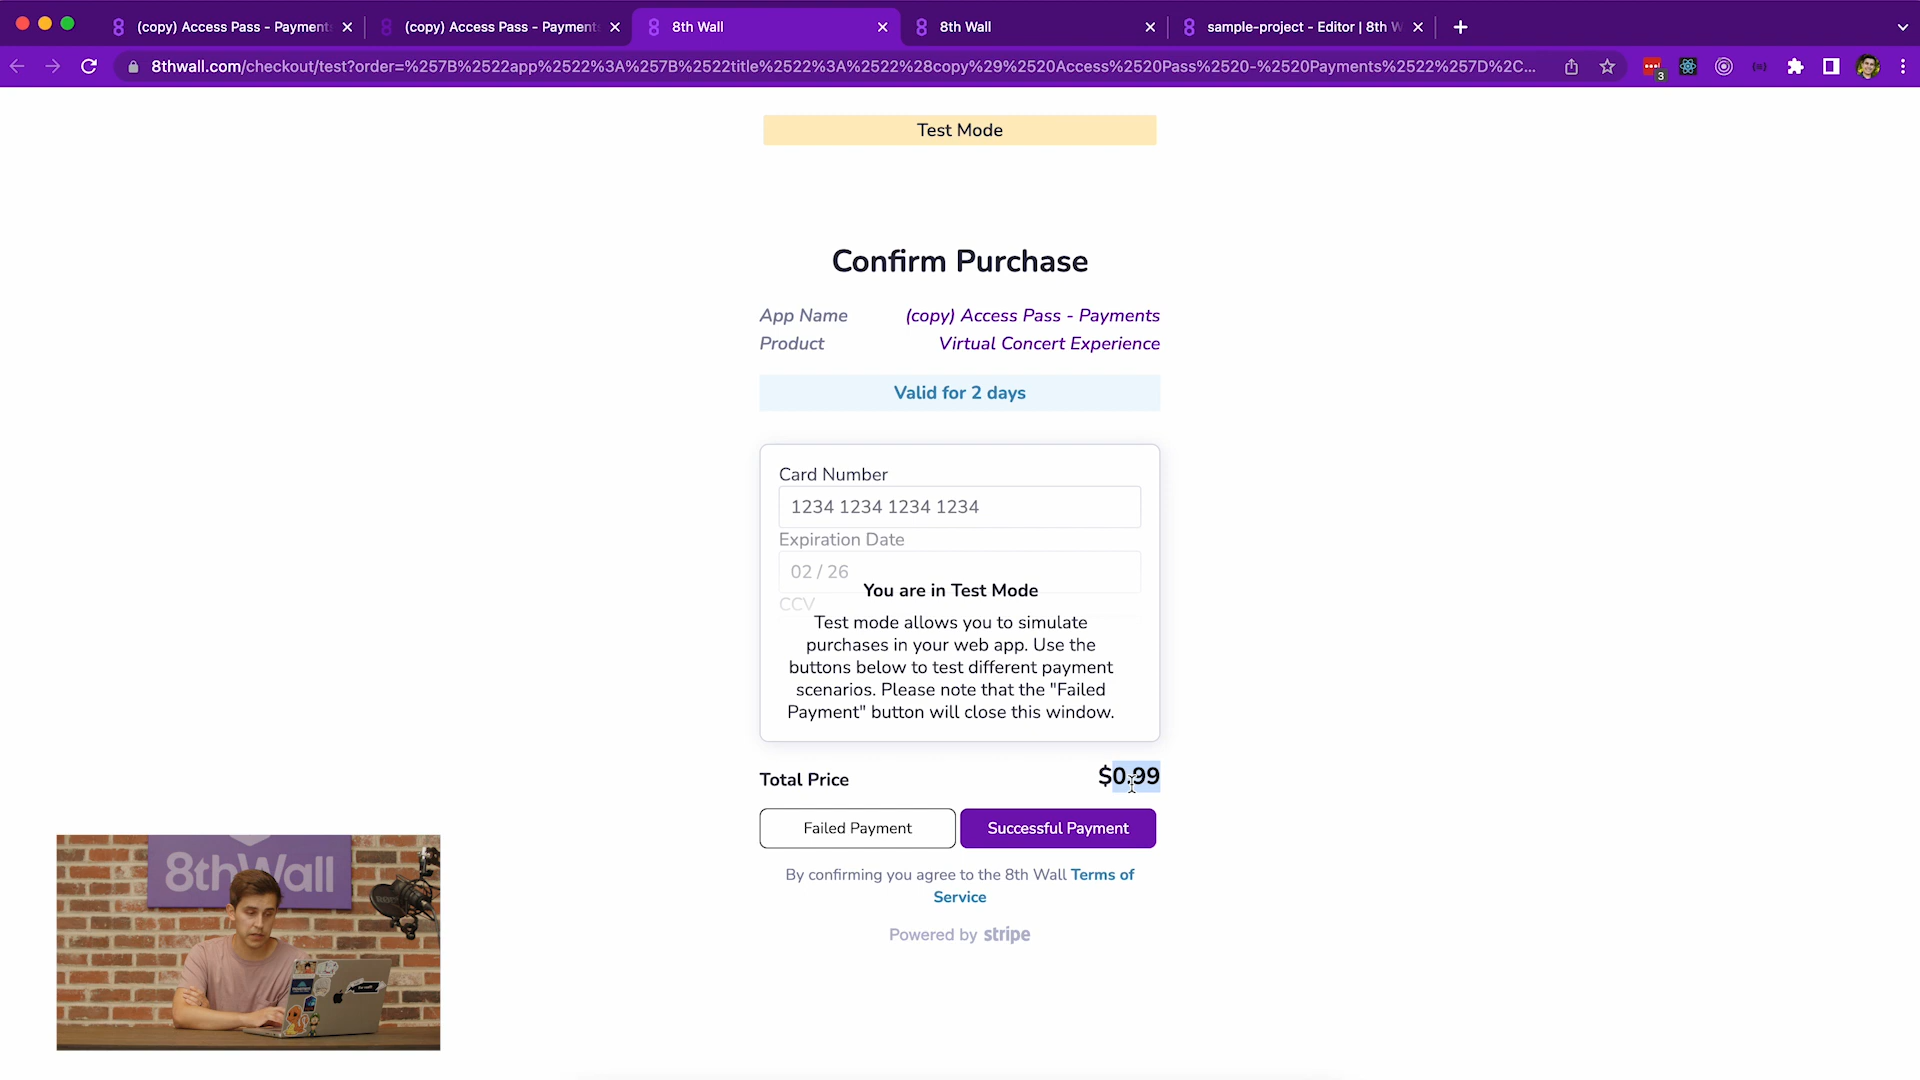 (copy) Access Pass - Payment
(copy) Access Pass - Payment
8th Wall
8th Wall
sample-project - Editor | 8th W
8thwall.com/checkout/test?order=%257B%2522app%2522%3A%257B%2522title%2522%3A%2522%28copy%29%2520Access%2520Pass%2520-%2520Payments%2522%257D%2C...
3
Test Mode
Confirm Purchase
App Name (copy) Access Pass - Payments
Product Virtual Concert Experience
Valid for 2 days
Card Number
1234 1234 1234 1234
Expiration Date
02 / 26
You are in Test Mode
CCV
Test mode allows you to simulate
purchases in your web app. Use the
buttons below to test different payment
scenarios. Please note that the "Failed
Payment" button will close this window.
Total Price $0.99
Failed Payment Successful Payment
By confirming you agree to the 8th Wall Terms of
Service
Powered by stripe
8thWall